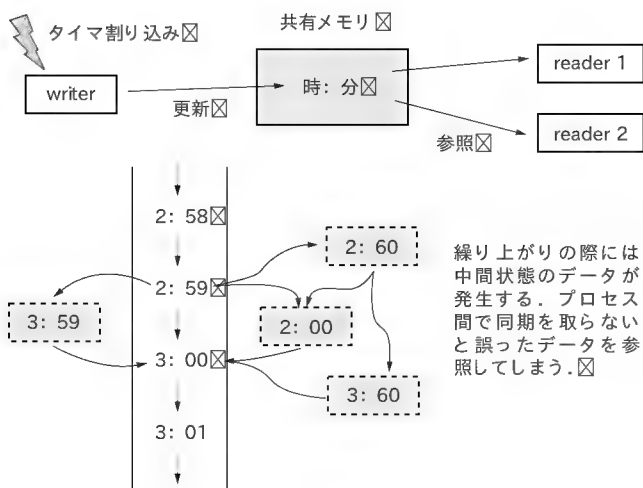 タイマ割り込み
共有メモリ
writer
更新
時: 分
reader 1
reader 2
参照
2: 58
2: 60
2: 59
3: 59
2: 00
3: 00
3: 60
3: 01
繰り上がりの際には
中間状態のデータが
発生する．プロセス
間で同期を取らない
と誤ったデータを参
照してしまう．